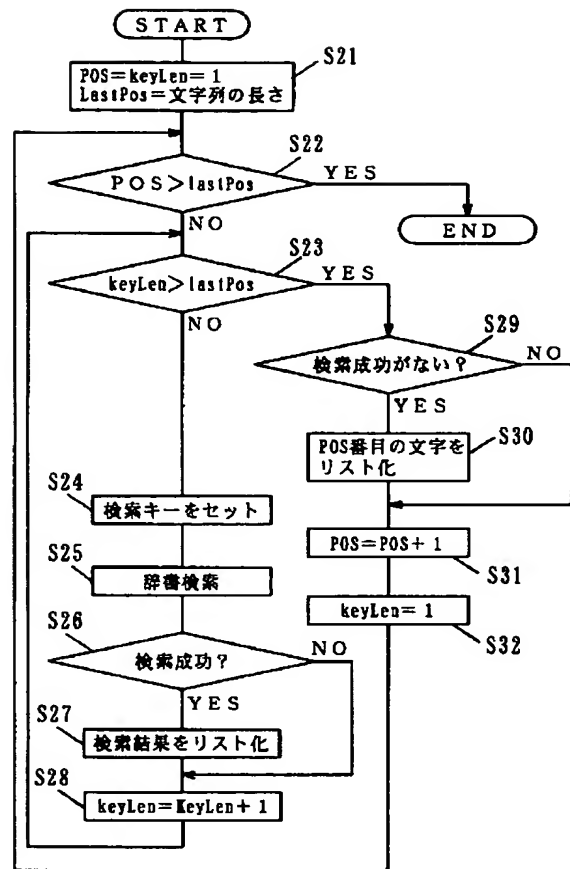 START
S21
POS=keyLen=1
LastPos=文字列の長さ
S22
POS>lastPos
YES
NO
END
S23
keyLen>lastPos
YES
NO
S29
検索成功がない?
NO
YES
S30
POS番目の文字を
リスト化
S24
検索キーをセット
POS=POS+1
S31
S25
辞書検索
keyLen=1
S32
S26
検索成功?
NO
YES
S27
検索結果をリスト化
S28
keyLen=KeyLen+1